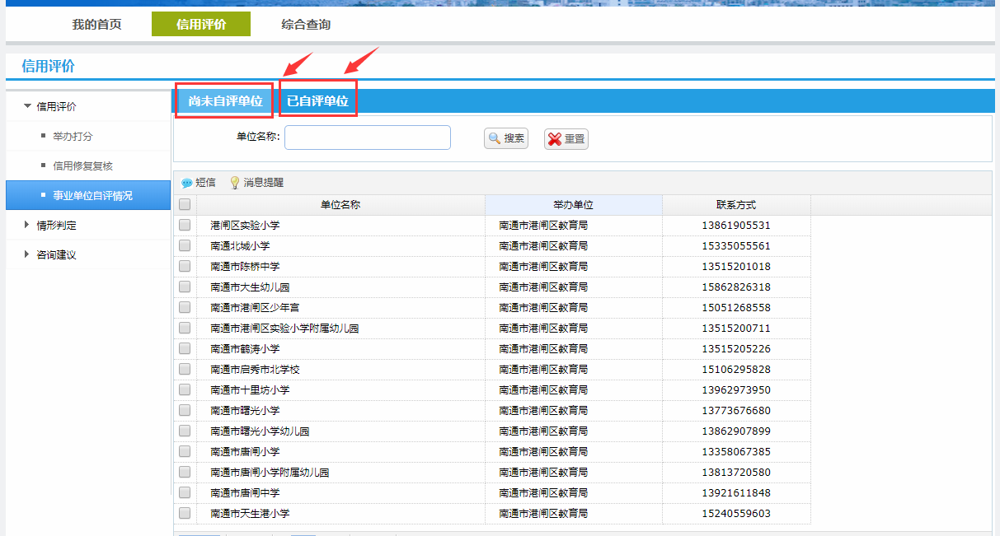 我的首页 信用评价 综合查询
信用评价
信用评价
举办打分
信用修复复核
事业单位自评情况
情形判定
咨询建议
尚未自评单位 已自评单位
单位名称: 搜索 重置
短信 消息提醒
单位名称 举办单位 联系方式
港闸区实验小学 南通市港闸区教育局 13861905531
南通北城小学 南通市港闸区教育局 15335055561
南通市陈桥中学 南通市港闸区教育局 13515201018
南通市大生幼儿园 南通市港闸区教育局 15862826318
南通市港闸区少年宫 南通市港闸区教育局 15051268558
南通市港闸区实验小学附属幼儿园 南通市港闸区教育局 13515200711
南通市鹤涛小学 南通市港闸区教育局 13515205226
南通市启秀市北学校 南通市港闸区教育局 15106295828
南通市十里坊小学 南通市港闸区教育局 13962973950
南通市曙光小学 南通市港闸区教育局 13773676680
南通市曙光小学幼儿园 南通市港闸区教育局 13862907899
南通市唐闸小学 南通市港闸区教育局 13358067385
南通市唐闸小学附属幼儿园 南通市港闸区教育局 13813720580
南通市唐闸中学 南通市港闸区教育局 13921611848
南通市天生港小学 南通市港闸区教育局 15240559603